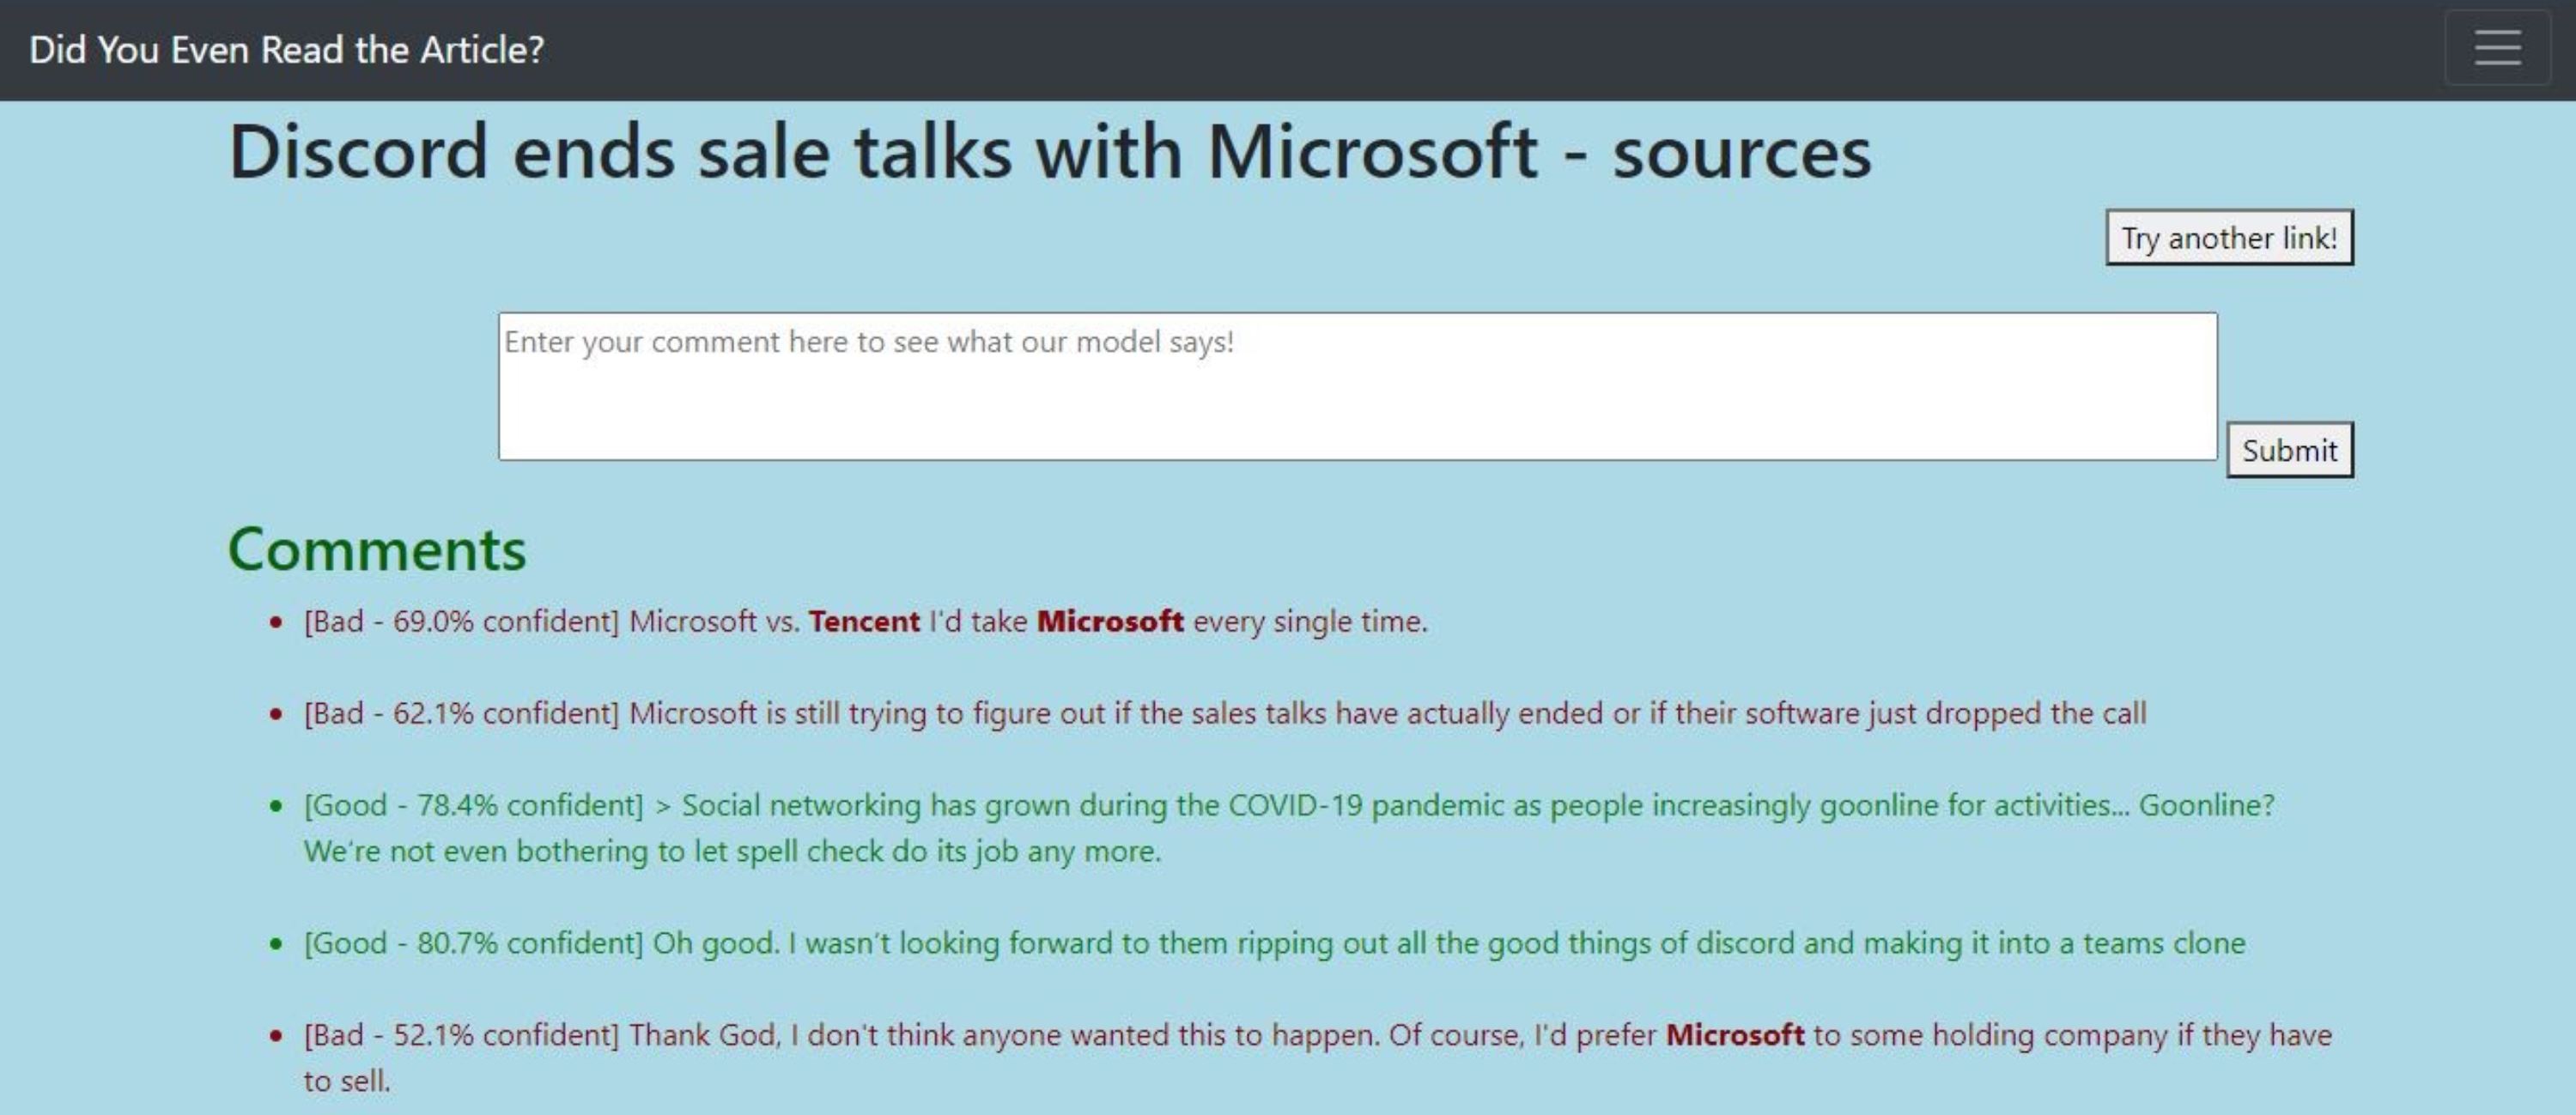 Did You Even Read the Article?
Discord ends sale talks with Microsoft - sources
Try another link!
Enter your comment here to see what our model says!
Submit
Comments
• [Bad - 69.0% confident] Microsoft vs. Tencent I'd take Microsoft every single time.
• [Bad - 62.1% confident] Microsoft is still trying to figure out if the sales talks have actually ended or if their software just dropped the call
• [Good - 78.4% confident] > Social networking has grown during the COVID-19 pandemic as people increasingly goonline for activities... Goonline?
We’re not even bothering to let spell check do its job any more.
• [Good - 80.7% confident] Oh good. I wasn’t looking forward to them ripping out all the good things of discord and making it into a teams clone
• [Bad - 52.1% confident] Thank God, I don't think anyone wanted this to happen. Of course, I'd prefer Microsoft to some holding company if they have
to sell.